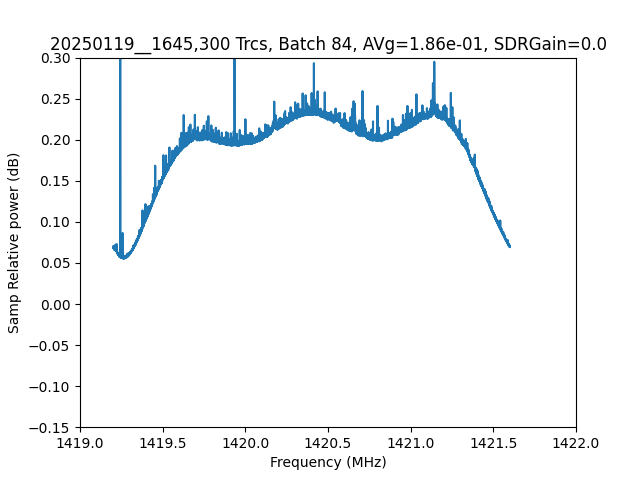 20250119__1645,300 Trcs, Batch 84, AVg=1.86e-01, SDRGain=0.0
0.30
0.25
0.20
0.15
0.10
0.05
0.00
−0.05
−0.10
−0.15
Samp Relative power (dB)
1419.0 1419.5 1420.0 1420.5 1421.0 1421.5 1422.0
Frequency (MHz)